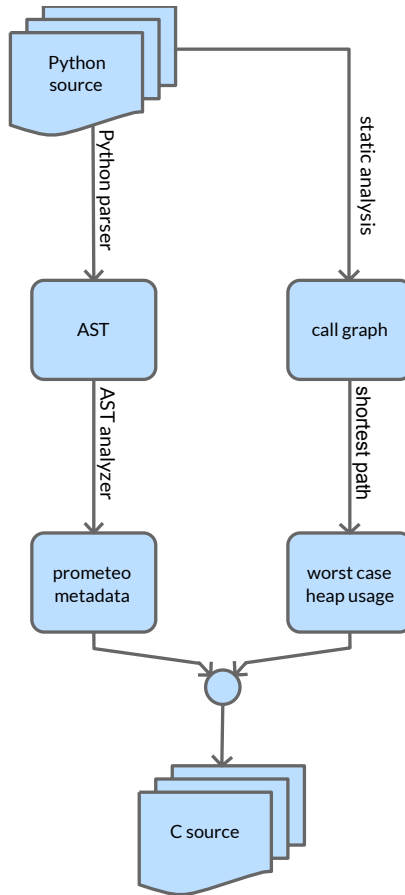 Python
source
Python parser
static analysis
AST
call graph
AST analyzer
shortest path
prometeo
metadata
worst case
heap usage
C source